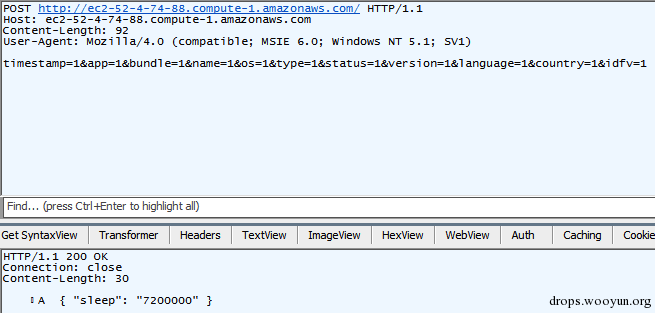 POST http://ec2-52-4-74-88.compute-1.amazonaws.com/ HTTP/1.1
Host: ec2-52-4-74-88.compute-1.amazonaws.com
Content-Length: 92
User-Agent: Mozilla/4.0 (compatible; MSIE 6.0; Windows NT 5.1; SV1)
timestamp=1&app=1&bundle=1&name=1&os=1&type=1&status=1&version=1&language=1&country=1&idfv=1
Find... (press Ctrl+Enter to highlight all)
Get SyntaxView Transformer Headers TextView ImageView HexView WebView Auth Caching Cookie
HTTP/1.1 200 OK
Connection: close
Content-Length: 30
A { "sleep": "7200000" }
drops.wooyun.org